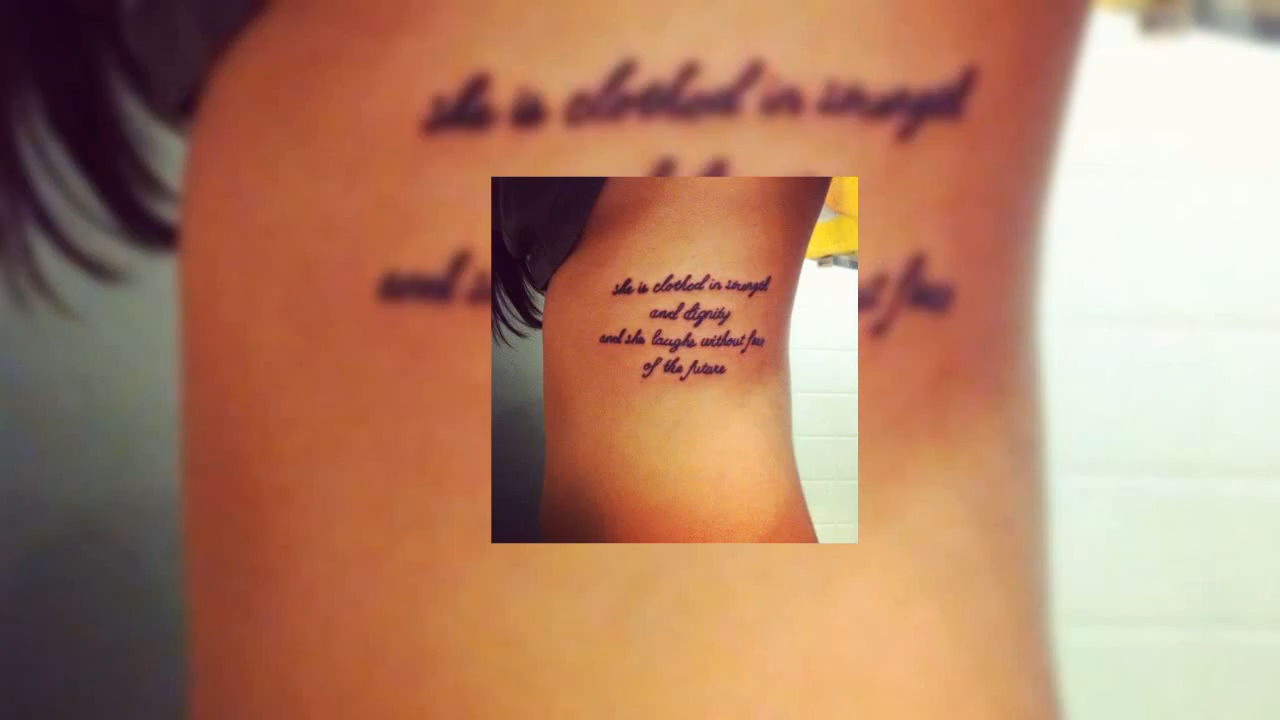 she is clothed in strength
and dignity
and she laughs without fear
of the future